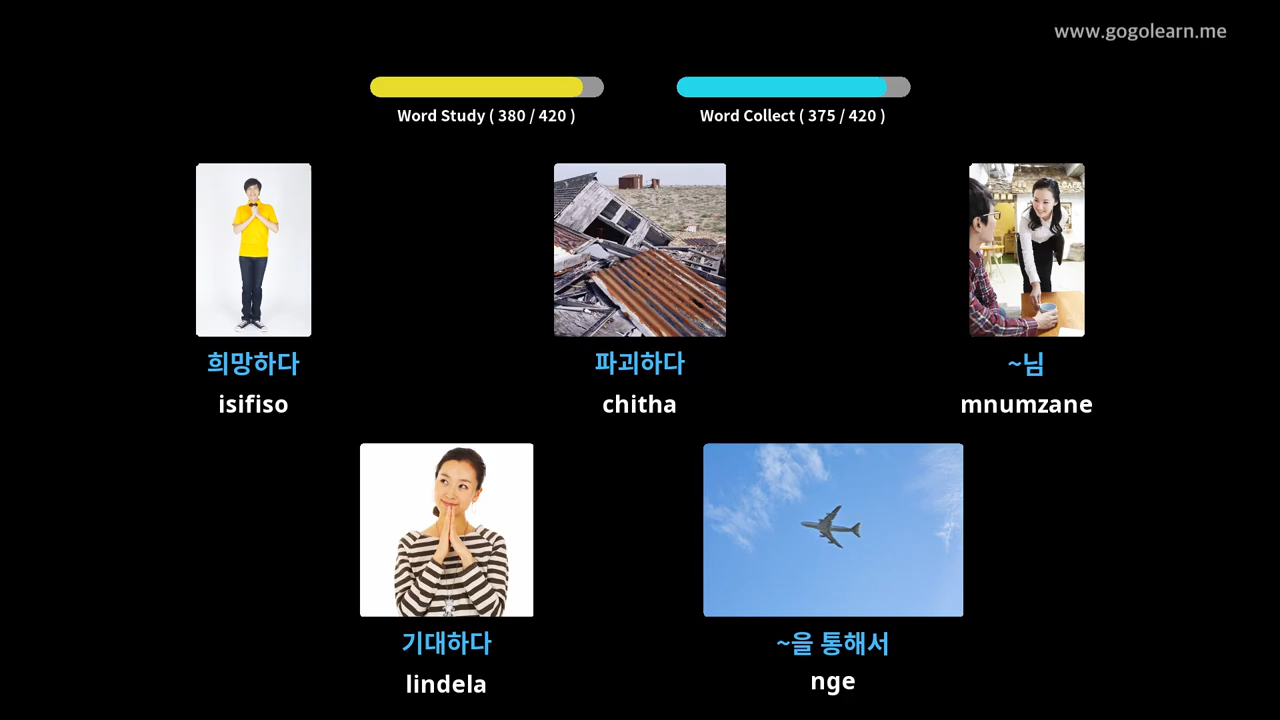 www.gogolearn.me
Word Study ( 380 / 420 )
Word Collect ( 375 / 420 )
희망하다
isifiso
파괴하다
chitha
~님
mnumzane
기대하다
lindela
~을 통해서
nge